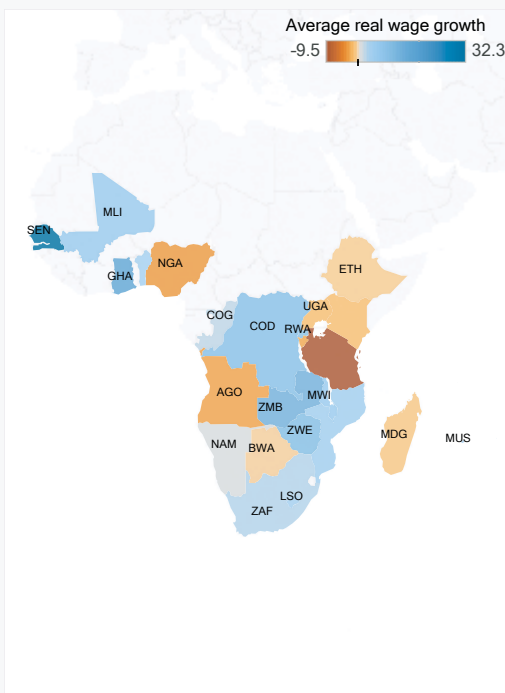 Average real wage growth
-9.5 32.3
MLI
SEN
NGA
GHA
ETH
UGA
COG
COD
RWA
AGO
MWI
ZMB
ZWE
MDG
MUS
NAM
BWA
LSO
ZAF